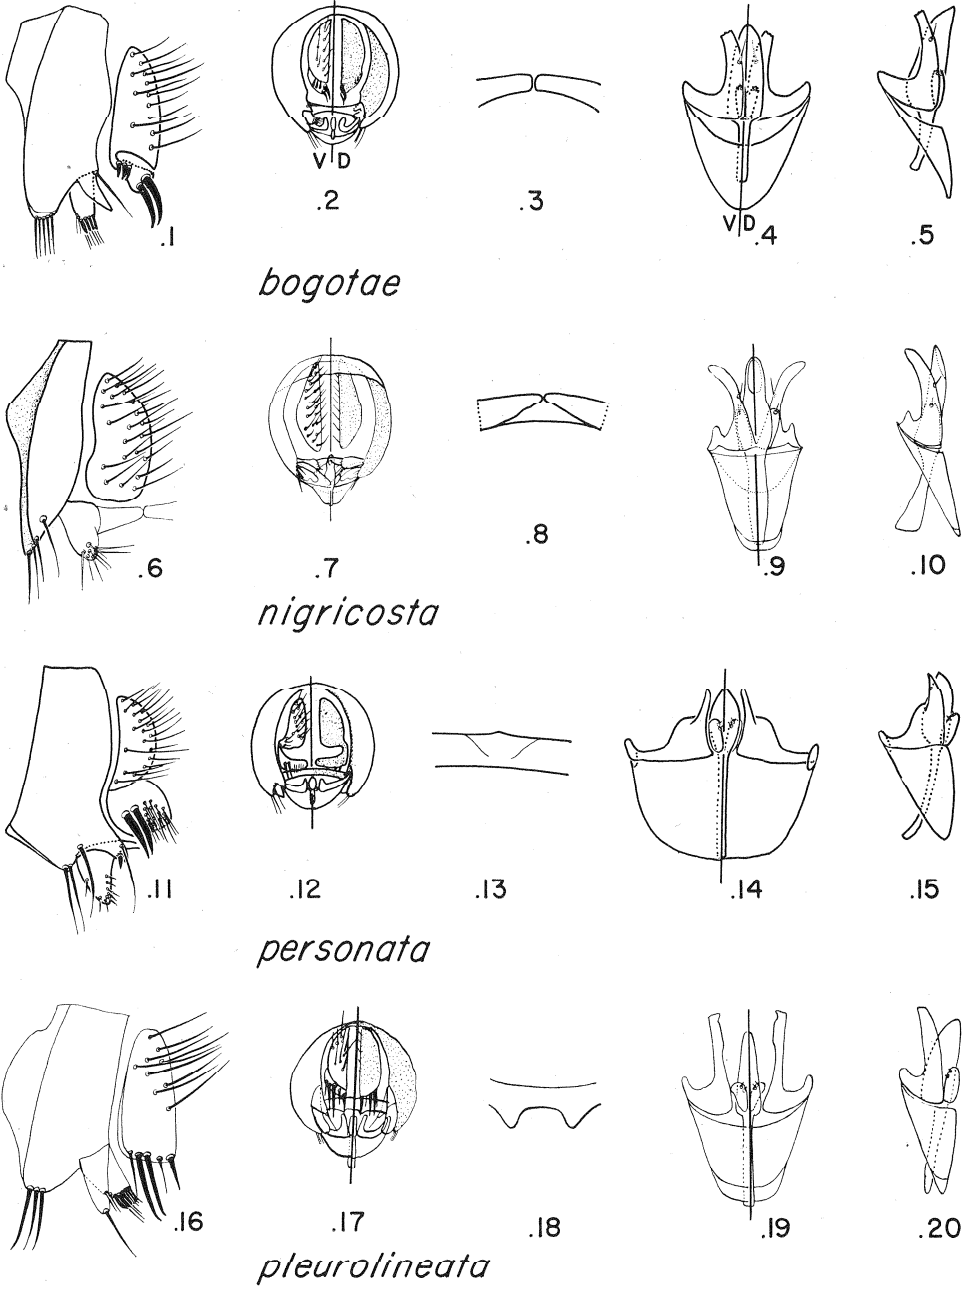 V D
.1 .2 .3 V D .4 .5
bogotae
.6 .7 .8 .9 .10
nigricosta
.11 .12 .13 .14 .15
personata
.16 .17 .18 .19 .20
pleurolineata